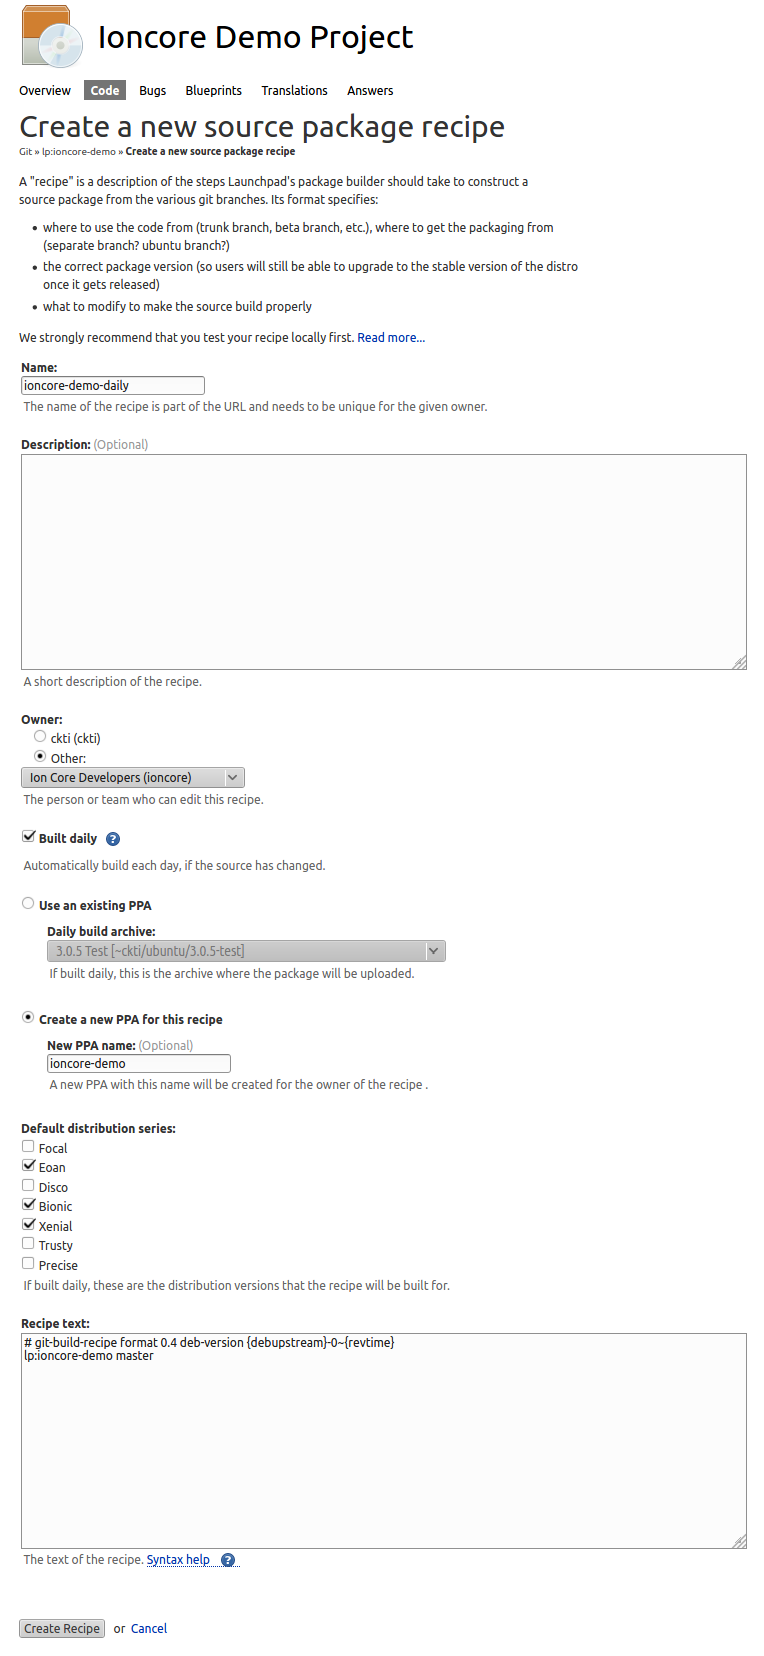 Ioncore Demo Project
Overview Code Bugs Blueprints Translations Answers
Create a new source package recipe
Git » lp:ioncore-demo » Create a new source package recipe
A "recipe" is a description of the steps Launchpad's package builder should take to construct a
source package from the various git branches. Its format specifies:
• where to use the code from (trunk branch, beta branch, etc.), where to get the packaging from
(separate branch? ubuntu branch?)
• the correct package version (so users will still be able to upgrade to the stable version of the distro
once it gets released)
• what to modify to make the source build properly
We strongly recommend that you test your recipe locally first. Read more...
Name:
ioncore-demo-daily
The name of the recipe is part of the URL and needs to be unique for the given owner.
Description: (Optional)
A short description of the recipe.
Owner:
ckti (ckti)
Other:
Ion Core Developers (ioncore)
The person or team who can edit this recipe.
Built daily ?
Automatically build each day, if the source has changed.
Use an existing PPA
Daily build archive:
3.0.5 Test [~ckti/ubuntu/3.0.5-test]
If built daily, this is the archive where the package will be uploaded.
Create a new PPA for this recipe
New PPA name: (Optional)
ioncore-demo
A new PPA with this name will be created for the owner of the recipe .
Default distribution series:
Focal
Eoan
Disco
Bionic
Xenial
Trusty
Precise
If built daily, these are the distribution versions that the recipe will be built for.
Recipe text:
# git-build-recipe format 0.4 deb-version {debupstream}-0~{revtime}
lp:ioncore-demo master
The text of the recipe. Syntax help ?
Create Recipe or Cancel